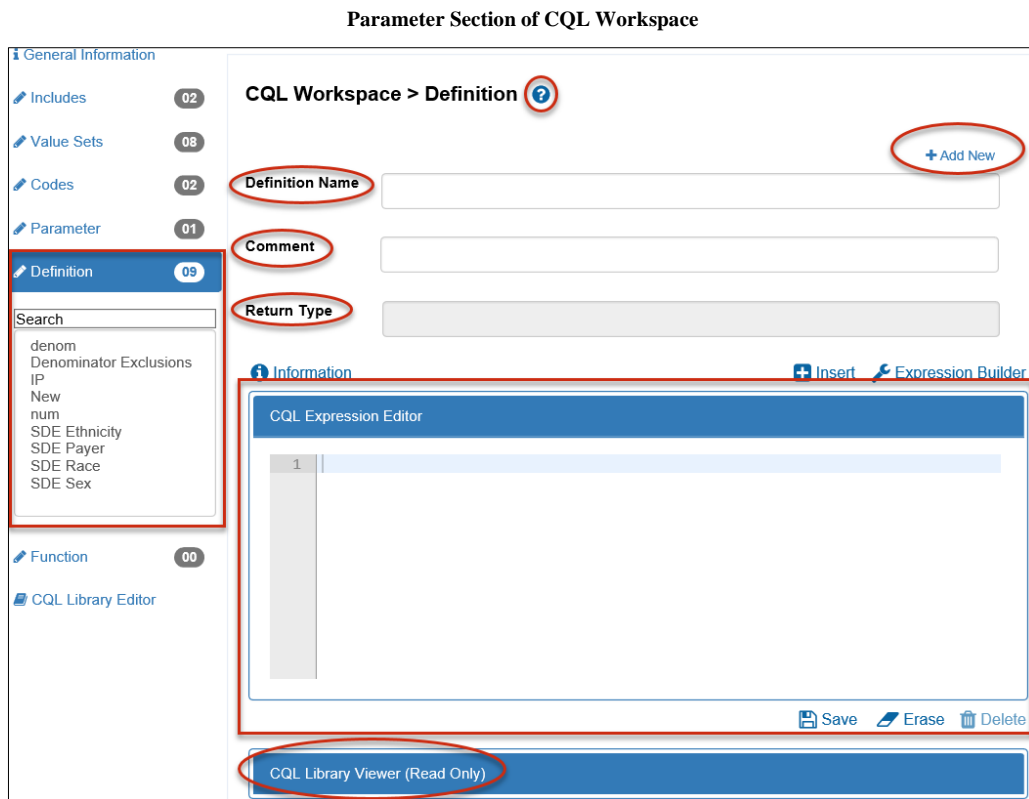 Parameter Section of CQL Workspace
General Information
Includes 02
Value Sets 08
Codes 02
Parameter 01
Definition 09
Search
denom
Denominator Exclusions
IP
New
num
SDE Ethnicity
SDE Payer
SDE Race
SDE Sex
Function 00
CQL Library Editor
CQL Workspace > Definition ?
+ Add New
Definition Name
Comment
Return Type
Information Insert Expression Builder
CQL Expression Editor
1
Save Erase Delete
CQL Library Viewer (Read Only)